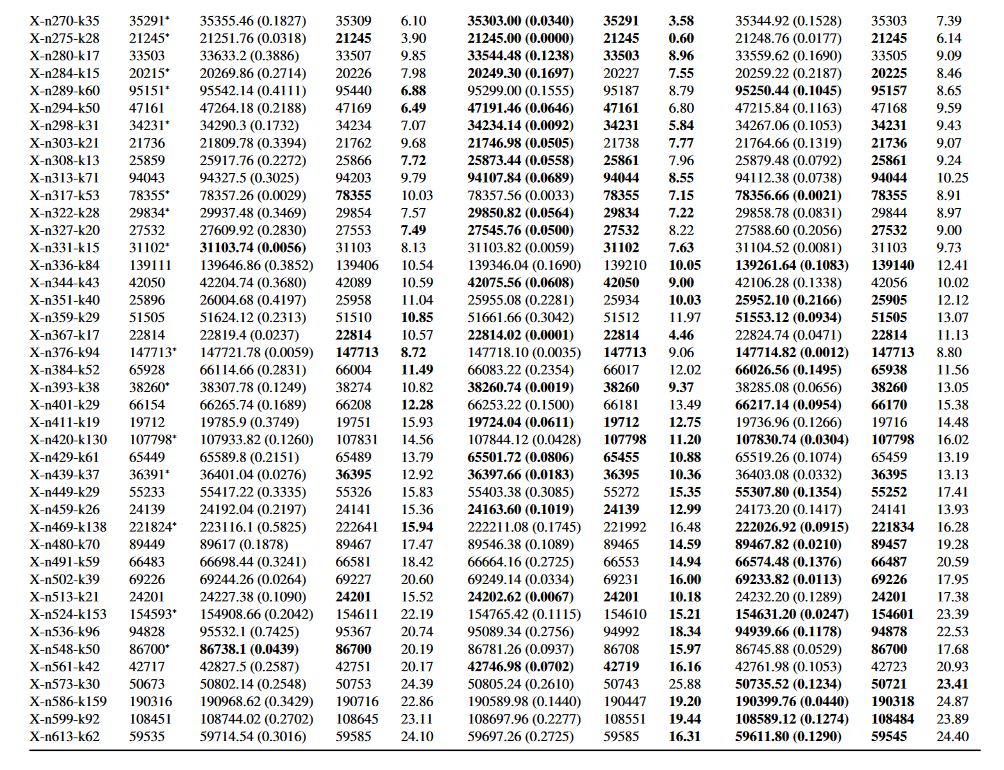 X-n270-k35 35291* 35355.46 (0.1827) 35309 6.10 35303.00 (0.0340) 35291 3.58 35344.92 (0.1528) 35303 7.39
X-n275-k28 21245* 21251.76 (0.0318) 21245 3.90 21245.00 (0.0000) 21245 0.60 21248.76 (0.0177) 21245 6.14
X-n280-k17 33503 33633.2 (0.3886) 33507 9.85 33544.48 (0.1238) 33503 8.96 33559.62 (0.1690) 33505 9.09
X-n284-k15 20215* 20269.86 (0.2714) 20226 7.98 20249.30 (0.1697) 20227 7.55 20259.22 (0.2187) 20225 8.46
X-n289-k60 95151* 95542.14 (0.4111) 95440 6.88 95299.00 (0.1555) 95187 8.79 95250.44 (0.1045) 95157 8.65
X-n294-k50 47161 47264.18 (0.2188) 47169 6.49 47191.46 (0.0646) 47161 6.80 47215.84 (0.1163) 47168 9.59
X-n298-k31 34231* 34290.3 (0.1732) 34234 7.07 34234.14 (0.0092) 34231 5.84 34267.06 (0.1053) 34231 9.43
X-n303-k21 21736 21809.78 (0.3394) 21762 9.68 21746.98 (0.0505) 21738 7.77 21764.66 (0.1319) 21736 9.07
X-n308-k13 25859 25917.76 (0.2272) 25866 7.72 25873.44 (0.0558) 25861 7.96 25879.48 (0.0792) 25861 9.24
X-n313-k71 94043 94327.5 (0.3025) 94203 9.79 94107.84 (0.0689) 94044 8.55 94112.38 (0.0738) 94044 10.25
X-n317-k53 78355* 78357.26 (0.0029) 78355 10.03 78357.56 (0.0033) 78355 7.15 78356.66 (0.0021) 78355 8.91
X-n322-k28 29834* 29937.48 (0.3469) 29854 7.57 29850.82 (0.0564) 29834 7.22 29858.78 (0.0831) 29844 8.97
X-n327-k20 27532 27609.92 (0.2830) 27553 7.49 27545.76 (0.0500) 27532 8.22 27588.60 (0.2056) 27532 9.00
X-n331-k15 31102* 31103.74 (0.0056) 31103 8.13 31103.82 (0.0059) 31102 7.63 31104.52 (0.0081) 31103 9.73
X-n336-k84 139111 139646.86 (0.3852) 139406 10.54 139346.04 (0.1690) 139210 10.05 139261.64 (0.1083) 139140 12.41
X-n344-k43 42050 42204.74 (0.3680) 42089 10.59 42075.56 (0.0608) 42050 9.00 42106.28 (0.1338) 42056 10.02
X-n351-k40 25896 26004.68 (0.4197) 25958 11.04 25955.08 (0.2281) 25934 10.03 25952.10 (0.2166) 25905 12.12
X-n359-k29 51505 51624.12 (0.2313) 51510 10.85 51661.66 (0.3042) 51512 11.97 51553.12 (0.0934) 51505 13.07
X-n367-k17 22814 22819.4 (0.0237) 22814 10.57 22814.02 (0.0001) 22814 4.46 22824.74 (0.0471) 22814 11.13
X-n376-k94 147713* 147721.78 (0.0059) 147713 8.72 147718.10 (0.0035) 147713 9.06 147714.82 (0.0012) 147713 8.80
X-n384-k52 65928 66114.66 (0.2831) 66004 11.49 66083.22 (0.2354) 66017 12.02 66026.56 (0.1495) 65938 11.56
X-n393-k38 38260* 38307.78 (0.1249) 38274 10.82 38260.74 (0.0019) 38260 9.37 38285.08 (0.0656) 38260 13.05
X-n401-k29 66154 66265.74 (0.1689) 66208 12.28 66253.22 (0.1500) 66181 13.49 66217.14 (0.0954) 66170 15.38
X-n411-k19 19712 19785.9 (0.3749) 19751 15.93 19724.04 (0.0611) 19712 12.75 19736.96 (0.1266) 19716 14.48
X-n420-k130 107798* 107933.82 (0.1260) 107831 14.56 107844.12 (0.0428) 107798 11.20 107830.74 (0.0304) 107798 16.02
X-n429-k61 65449 65589.8 (0.2151) 65489 13.79 65501.72 (0.0806) 65455 10.88 65519.26 (0.1074) 65459 13.19
X-n439-k37 36391* 36401.04 (0.0276) 36395 12.92 36397.66 (0.0183) 36395 10.36 36403.08 (0.0332) 36395 13.13
X-n449-k29 55233 55417.22 (0.3335) 55326 15.83 55403.38 (0.3085) 55272 15.35 55307.80 (0.1354) 55252 17.41
X-n459-k26 24139 24192.04 (0.2197) 24141 15.36 24163.60 (0.1019) 24139 12.99 24173.20 (0.1417) 24141 13.93
X-n469-k138 221824* 223116.1 (0.5825) 222641 15.94 222211.08 (0.1745) 221992 16.48 222026.92 (0.0915) 221834 16.28
X-n480-k70 89449 89617 (0.1878) 89467 17.47 89546.38 (0.1089) 89465 14.59 89467.82 (0.0210) 89457 19.28
X-n491-k59 66483 66698.44 (0.3241) 66581 18.42 66664.16 (0.2725) 66553 14.94 66574.48 (0.1376) 66487 20.59
X-n502-k39 69226 69244.26 (0.0264) 69227 20.60 69249.14 (0.0334) 69231 16.00 69233.82 (0.0113) 69226 17.95
X-n513-k21 24201 24227.38 (0.1090) 24201 15.52 24202.62 (0.0067) 24201 10.18 24232.20 (0.1289) 24201 17.38
X-n524-k153 154593* 154908.66 (0.2042) 154611 22.19 154765.42 (0.1115) 154610 15.21 154631.20 (0.0247) 154601 23.39
X-n536-k96 94828 95532.1 (0.7425) 95367 20.74 95089.34 (0.2756) 94992 18.34 94939.66 (0.1178) 94878 22.53
X-n548-k50 86700* 86738.1 (0.0439) 86700 20.19 86781.26 (0.0937) 86708 15.97 86745.88 (0.0529) 86700 17.68
X-n561-k42 42717 42827.5 (0.2587) 42751 20.17 42746.98 (0.0702) 42719 16.16 42761.98 (0.1053) 42723 20.93
X-n573-k30 50673 50802.14 (0.2548) 50753 24.39 50805.24 (0.2610) 50743 25.88 50735.52 (0.1234) 50721 23.41
X-n586-k159 190316 190968.62 (0.3429) 190716 22.86 190589.98 (0.1440) 190447 19.20 190399.76 (0.0440) 190318 24.87
X-n599-k92 108451 108744.02 (0.2702) 108645 23.11 108697.96 (0.2277) 108551 19.44 108589.12 (0.1274) 108484 23.89
X-n613-k62 59535 59714.54 (0.3016) 59585 24.10 59697.26 (0.2725) 59585 16.31 59611.80 (0.1290) 59545 24.40